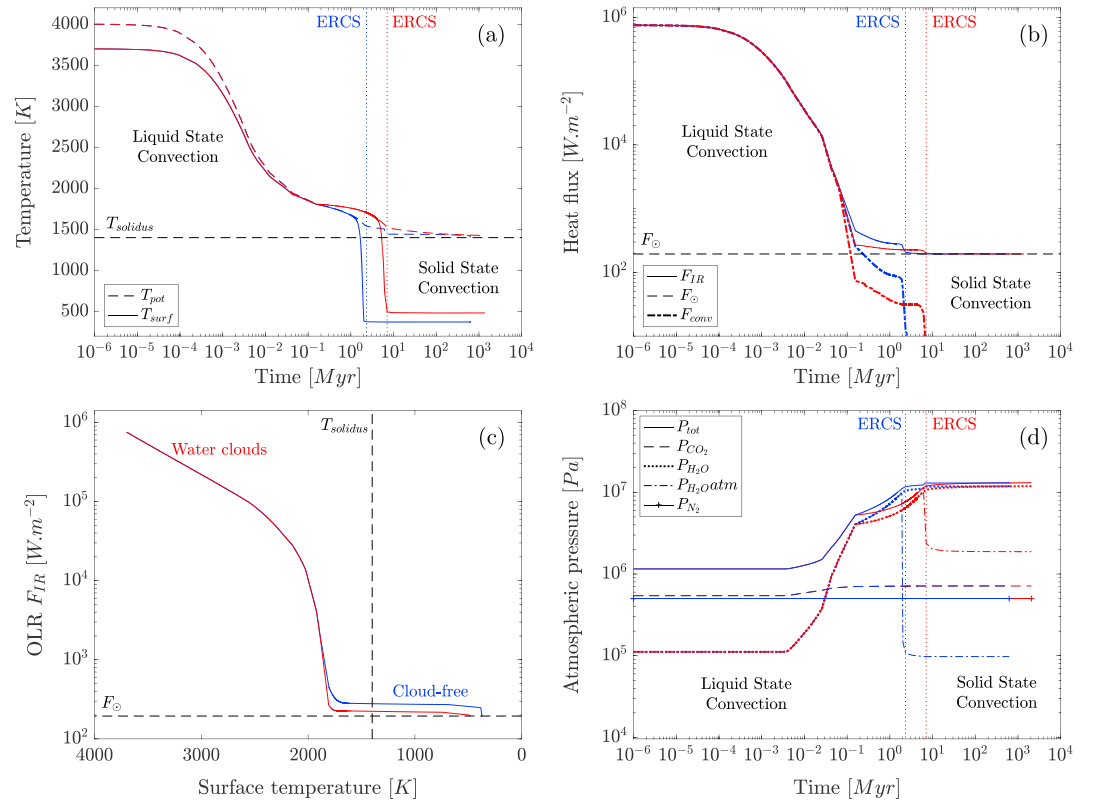 (a)
ERCS ERCS
4000
3500
3000
2500
2000
1500
1000
500
Temperature [K]
Liquid State
Convection
T_solidus
Solid State
Convection
T_pot
T_surf
10^−6 10^−5 10^−4 10^−3 10^−2 10^−1 10^0 10^1 10^2 10^3 10^4
Time [Myr]
(b)
10^6
10^4
10^2
Heat flux [W.m^−2]
Liquid State
Convection
F_⊙
Solid State
Convection
F_IR
F_⊙
F_conv
10^−6 10^−5 10^−4 10^−3 10^−2 10^−1 10^0 10^1 10^2 10^3 10^4
Time [Myr]
(c)
10^6
10^5
10^4
10^3
10^2
OLR F_IR [W.m^−2]
T_solidus
Water clouds
Cloud-free
F_⊙
4000 3000 2000 1000 0
Surface temperature [K]
(d)
ERCS ERCS
10^8
10^7
10^6
10^5
10^4
Atmospheric pressure [Pa]
P_tot
P_CO_2
P_H_2O
P_H_2Oatm
P_N_2
Liquid State
Convection
Solid State
Convection
10^−6 10^−5 10^−4 10^−3 10^−2 10^−1 10^0 10^1 10^2 10^3 10^4
Time [Myr]